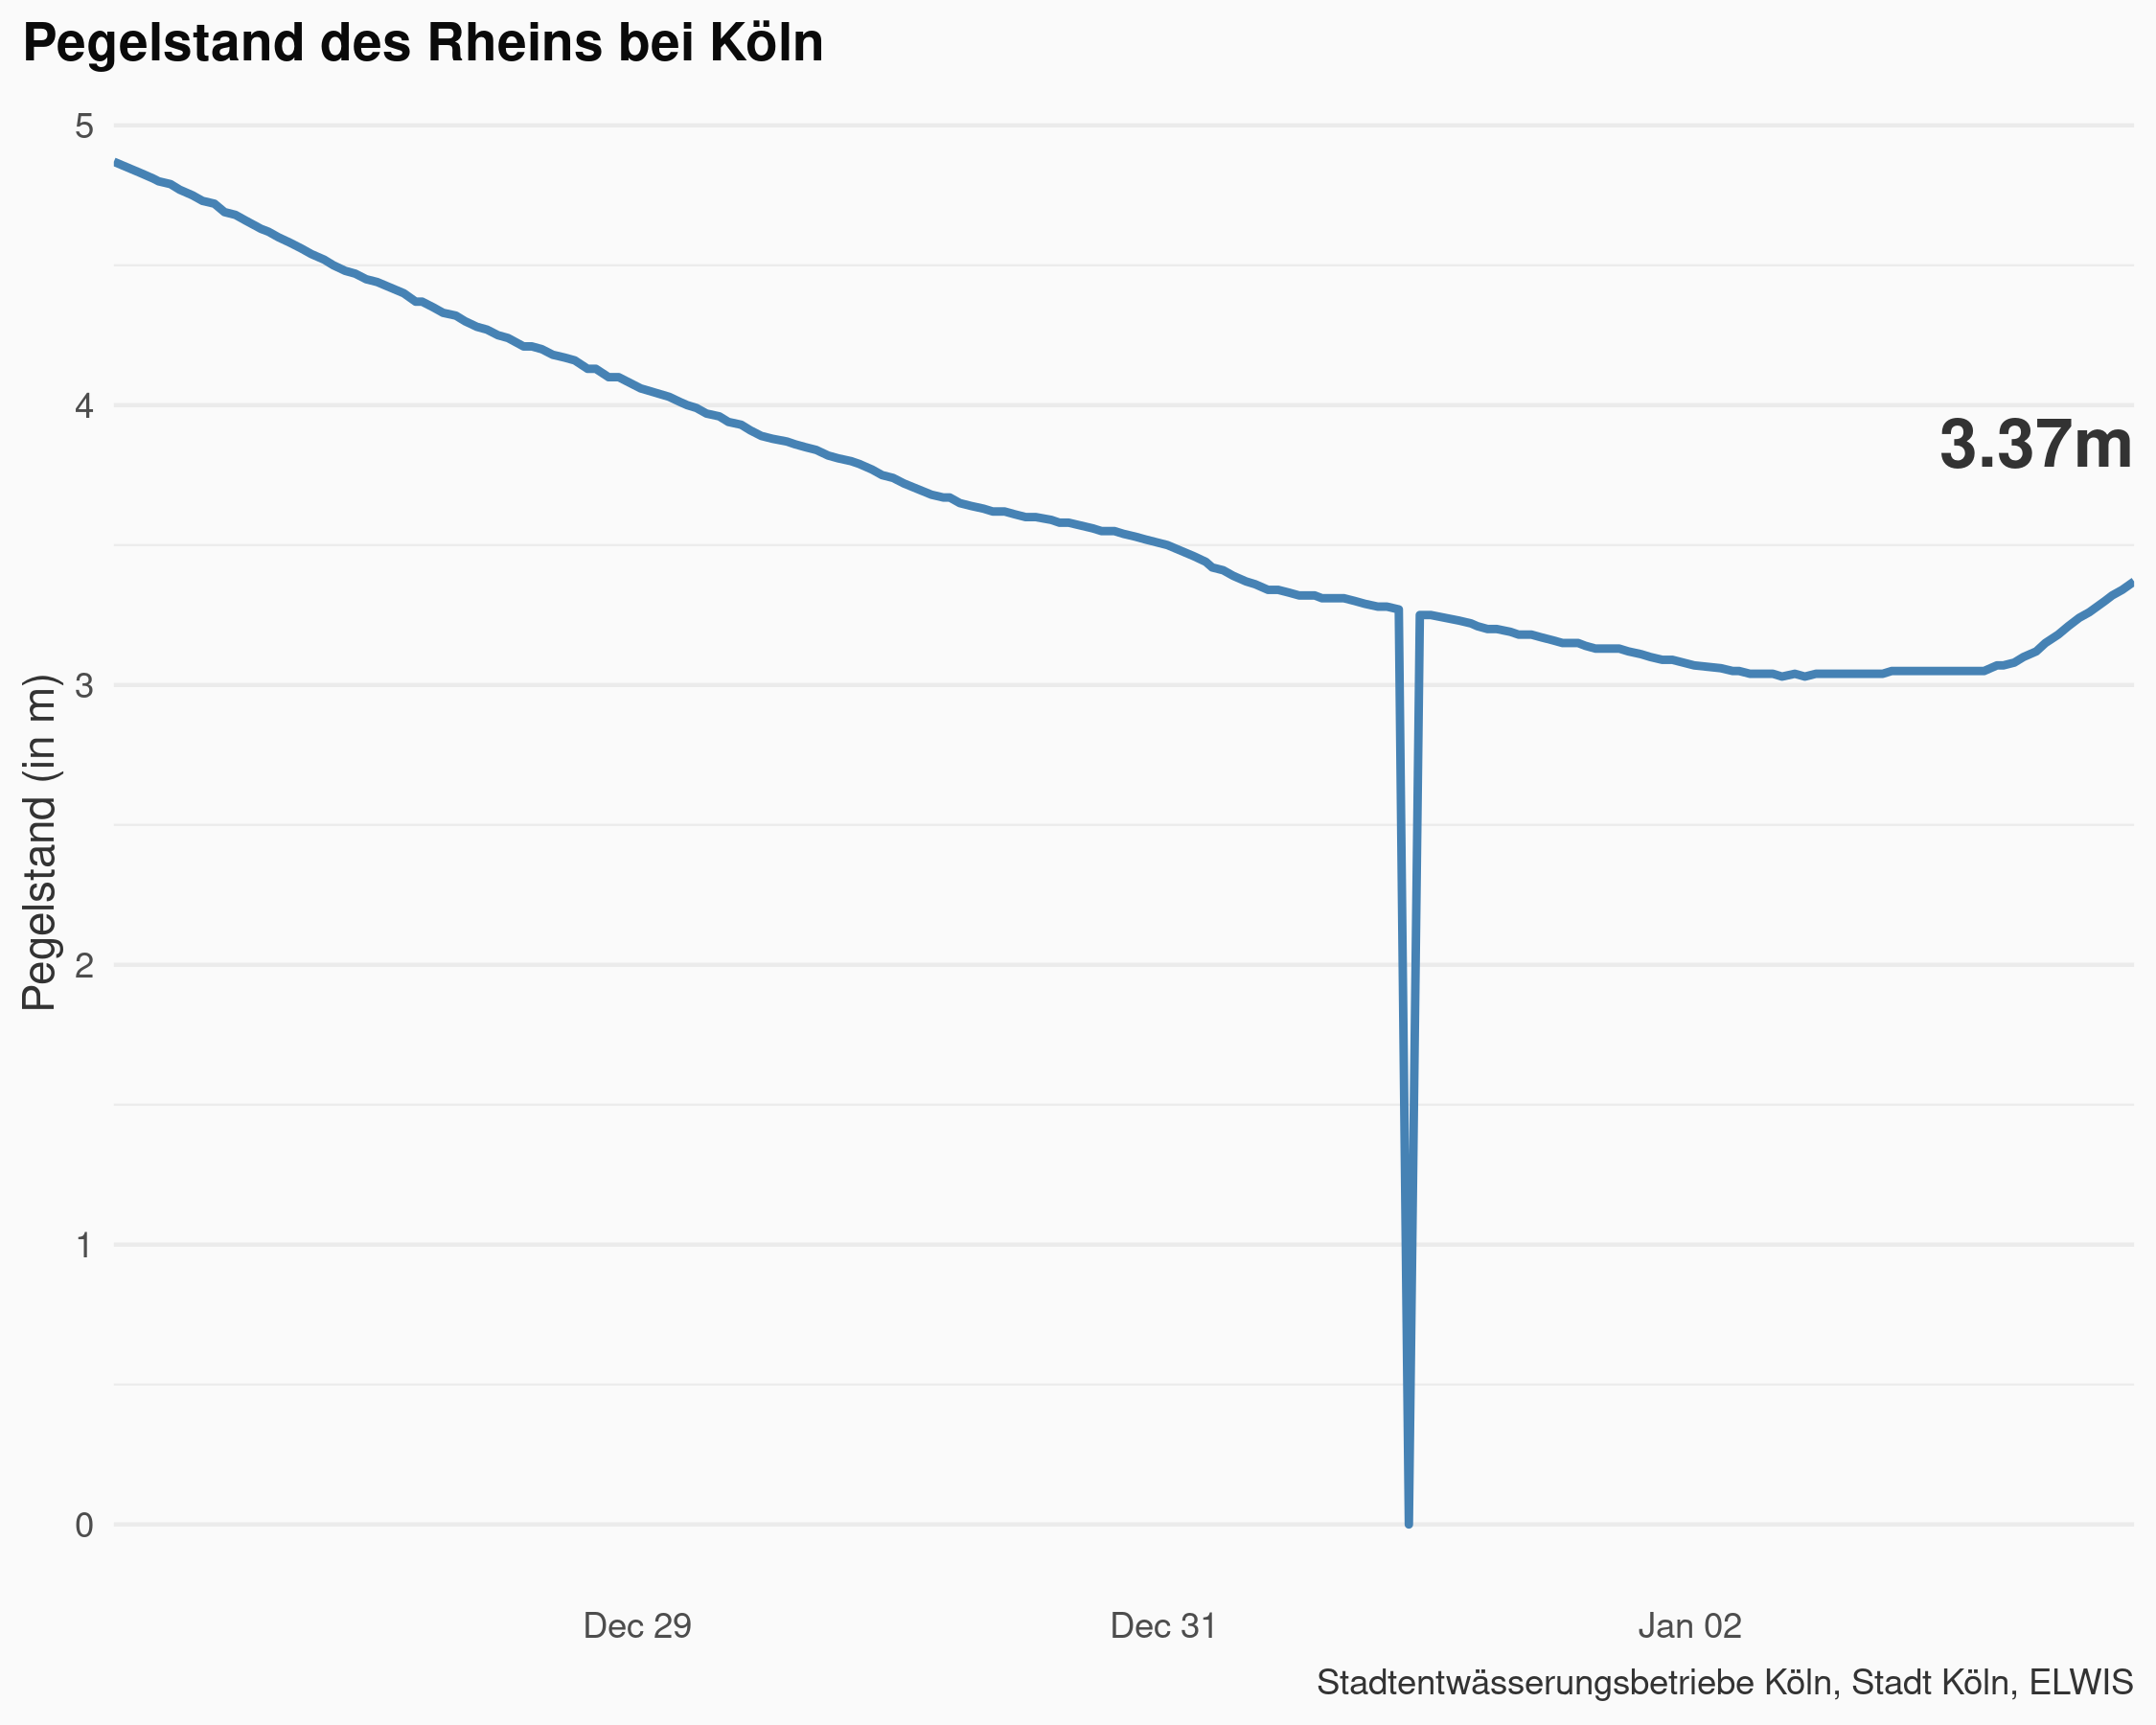 Pegelstand des Rheins bei Köln
Pegelstand (in m)
5
4
3
2
1
0
3.37m
Dec 29
Dec 31
Jan 02
Stadtentwässerungsbetriebe Köln, Stadt Köln, ELWIS